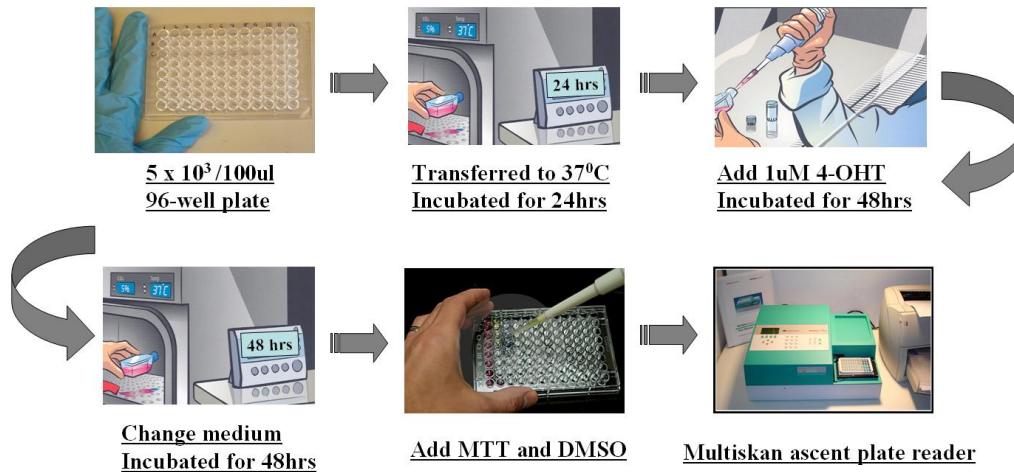 5%
37°C
24 hrs
5 x 10³ /100ul
96-well plate
Transferred to 37⁰C
Incubated for 24hrs
Add 1uM 4-OHT
Incubated for 48hrs
5%
37°C
48 hrs
Change medium
Incubated for 48hrs
Add MTT and DMSO
Multiskan ascent plate reader